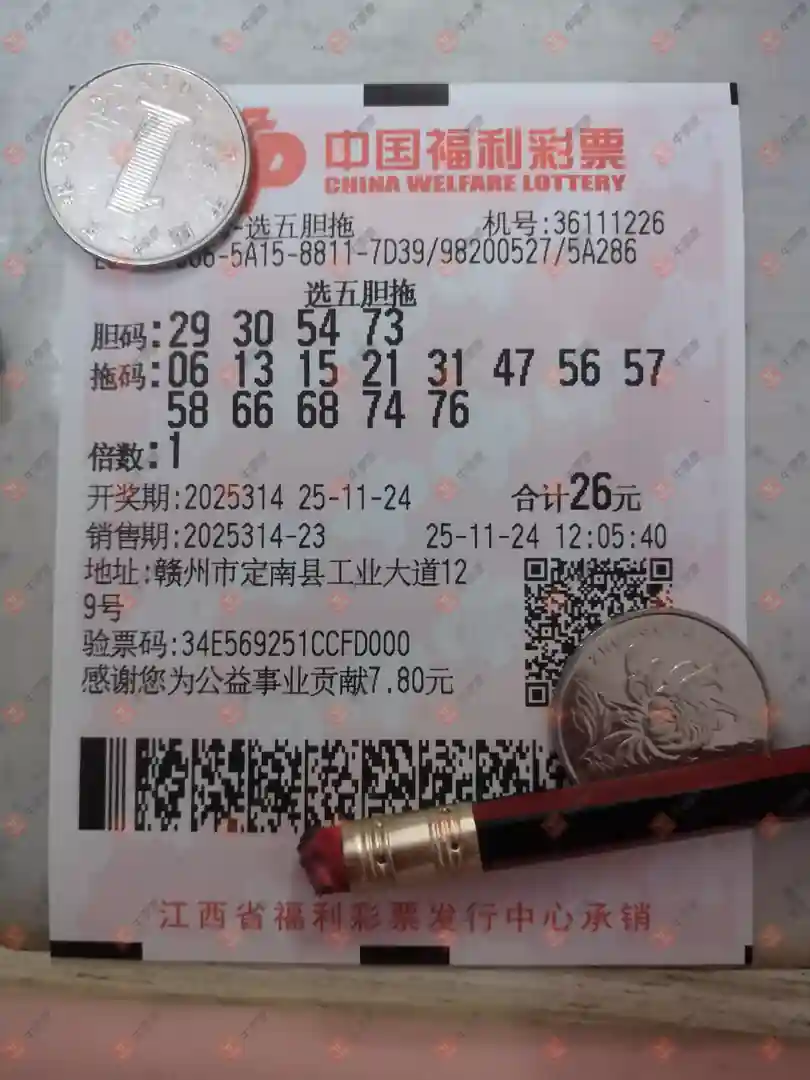 中国福利彩票
CHINA WELFARE LOTTERY
-选五胆拖 机号:36111226
-5A15-8811-7D39/98200527/5A286
选五胆拖
胆码:29 30 54 73
拖码:06 13 15 21 31 47 56 57
58 66 68 74 76
倍数:1
开奖期:2025314 25-11-24 合计26元
销售期:2025314-23 25-11-24 12:05:40
地址:赣州市定南县工业大道12
9号
验票码:34E569251CCFD000
感谢您为公益事业贡献7.80元
江西省福利彩票发行中心承销
1